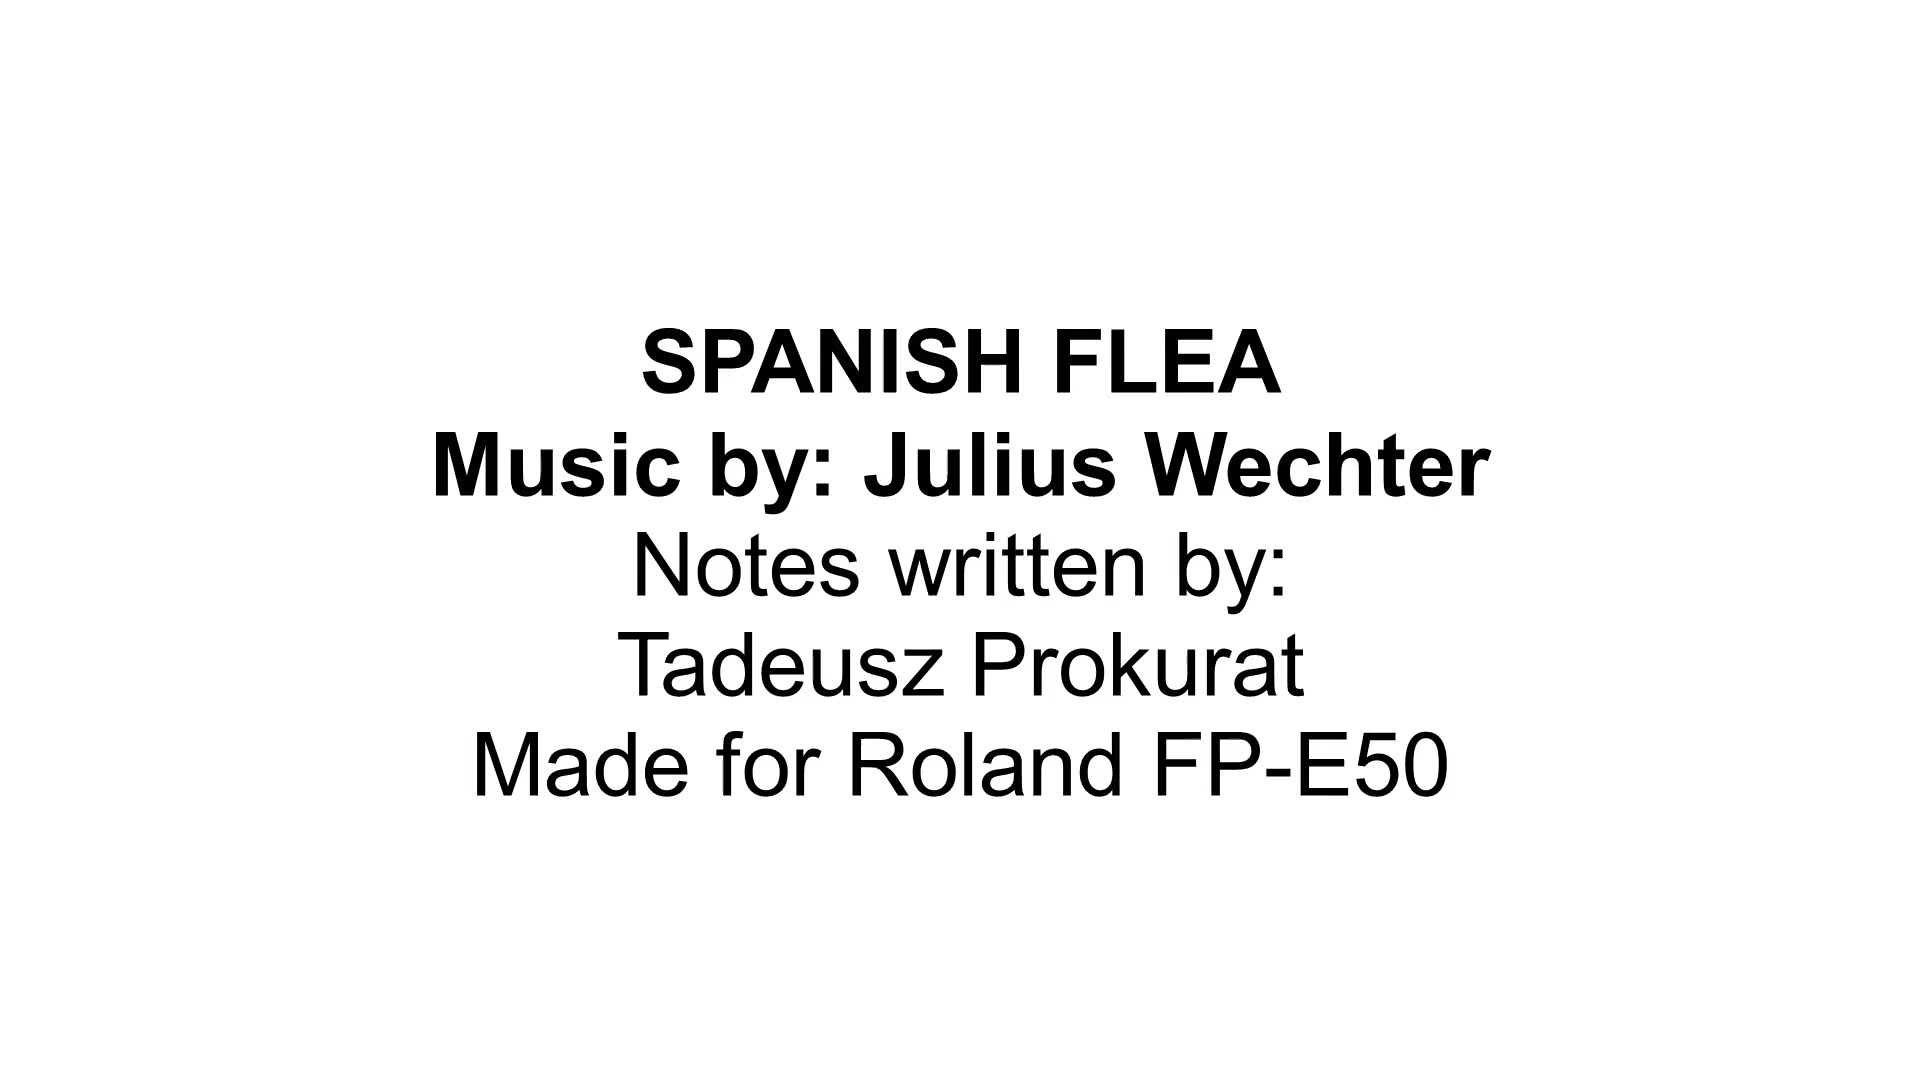 SPANISH FLEA
Music by: Julius Wechter
Notes written by:
Tadeusz Prokurat
Made for Roland FP-E50